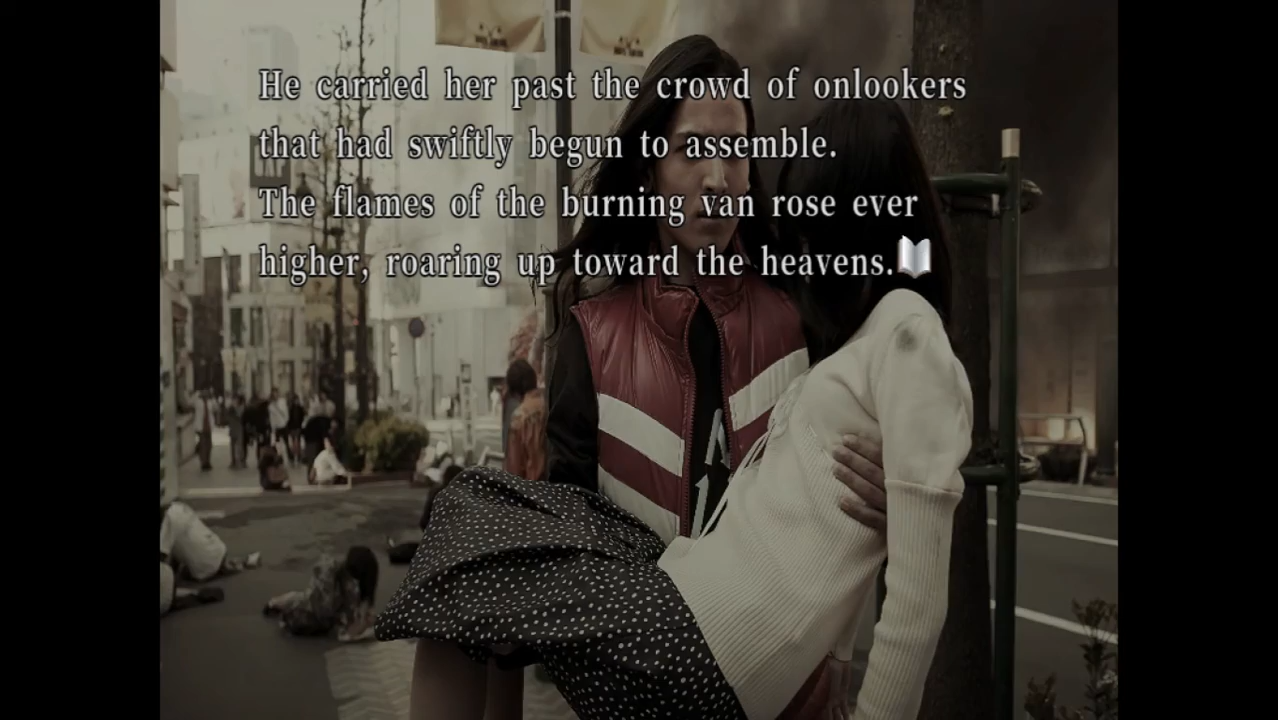 He carried her past the crowd of onlookers
that had swiftly begun to assemble.
The flames of the burning van rose ever
higher, roaring up toward the heavens.